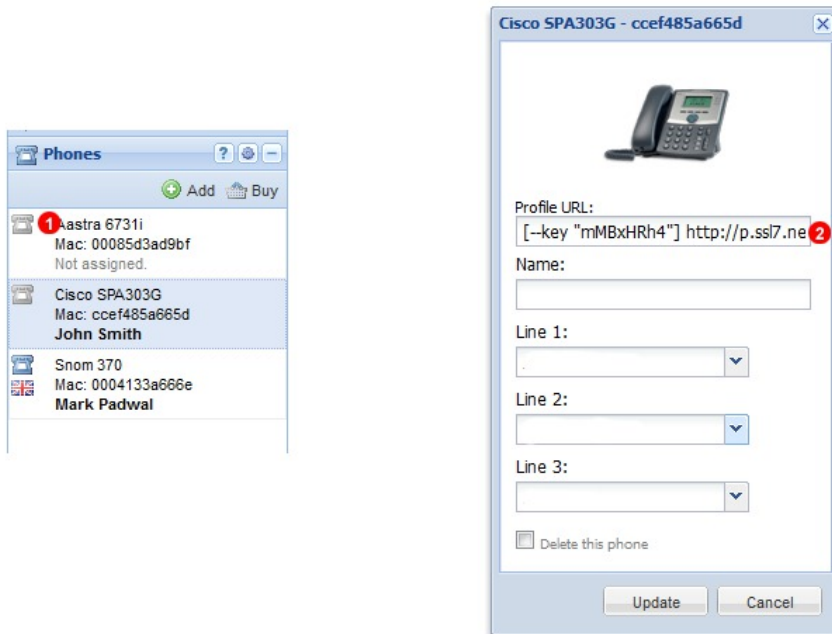 Phones
?
Add Buy
1
Aastra 6731i
Mac: 00085d3ad9bf
Not assigned.
Cisco SPA303G
Mac: ccef485a665d
John Smith
Snom 370
Mac: 0004133a666e
Mark Padwal
Cisco SPA303G - ccef485a665d
Profile URL:
[--key "mMBxHRh4"] http://p.ssl7.ne
2
Name:
Line 1:
Line 2:
Line 3:
Delete this phone
Update Cancel